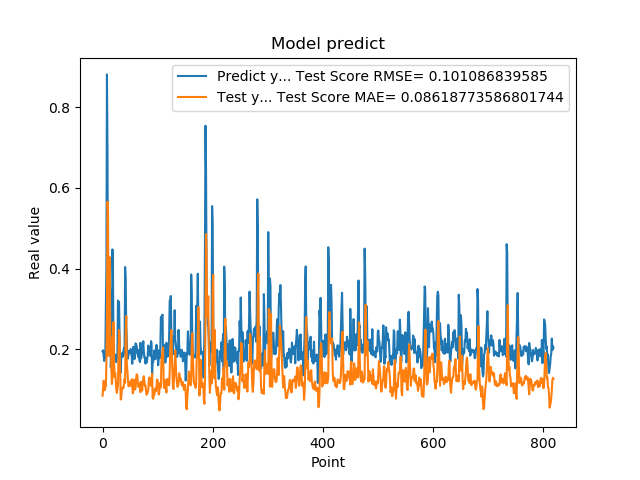 Model predict
Predict y... Test Score RMSE= 0.101086839585
Test y... Test Score MAE= 0.08618773586801744
0.8
0.6
0.4
0.2
Real value
0 200 400 600 800
Point